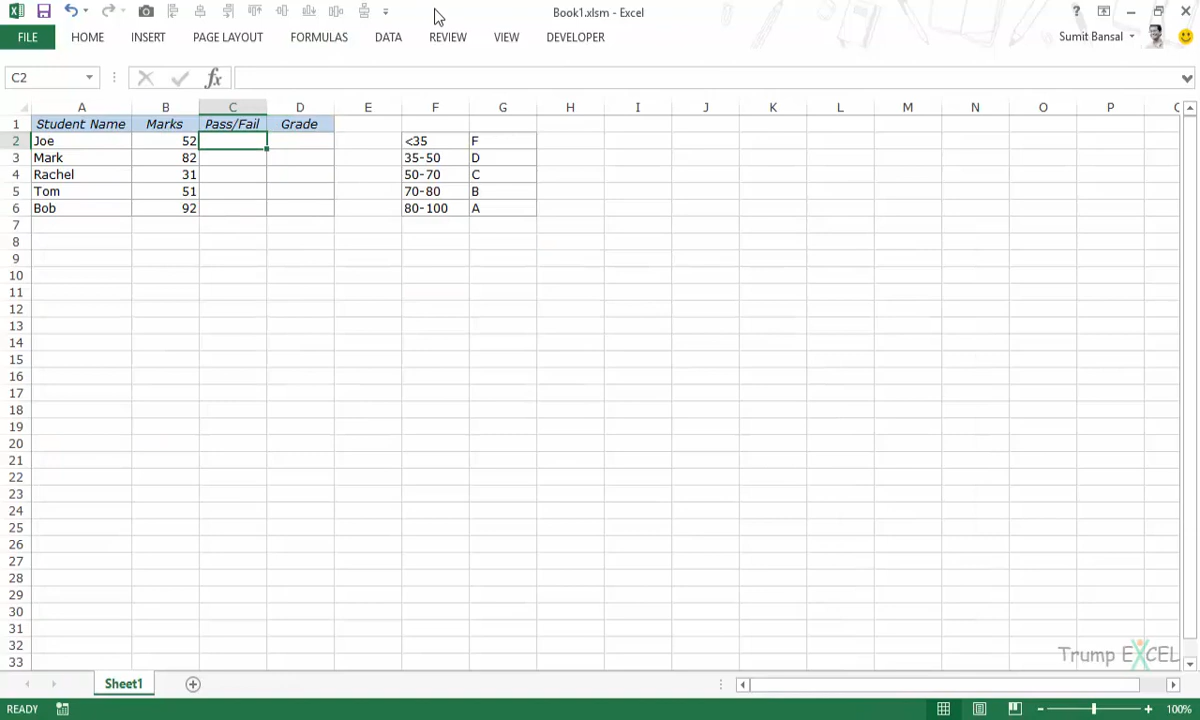 Book1.xlsm - Excel
?
FILE HOME INSERT PAGE LAYOUT FORMULAS DATA REVIEW VIEW DEVELOPER Sumit Bansal
C2 fx
A B C D E F G H I J K L M N O P
1 Student Name Marks Pass/Fail Grade
2 Joe 52 <35 F
3 Mark 82 35-50 D
4 Rachel 31 50-70 C
5 Tom 51 70-80 B
6 Bob 92 80-100 A
7
8
9
10
11
12
13
14
15
16
17
18
19
20
21
22
23
24
25
26
27
28
29
30
31
32
33
Trump EXCEL
Sheet1
READY 100%